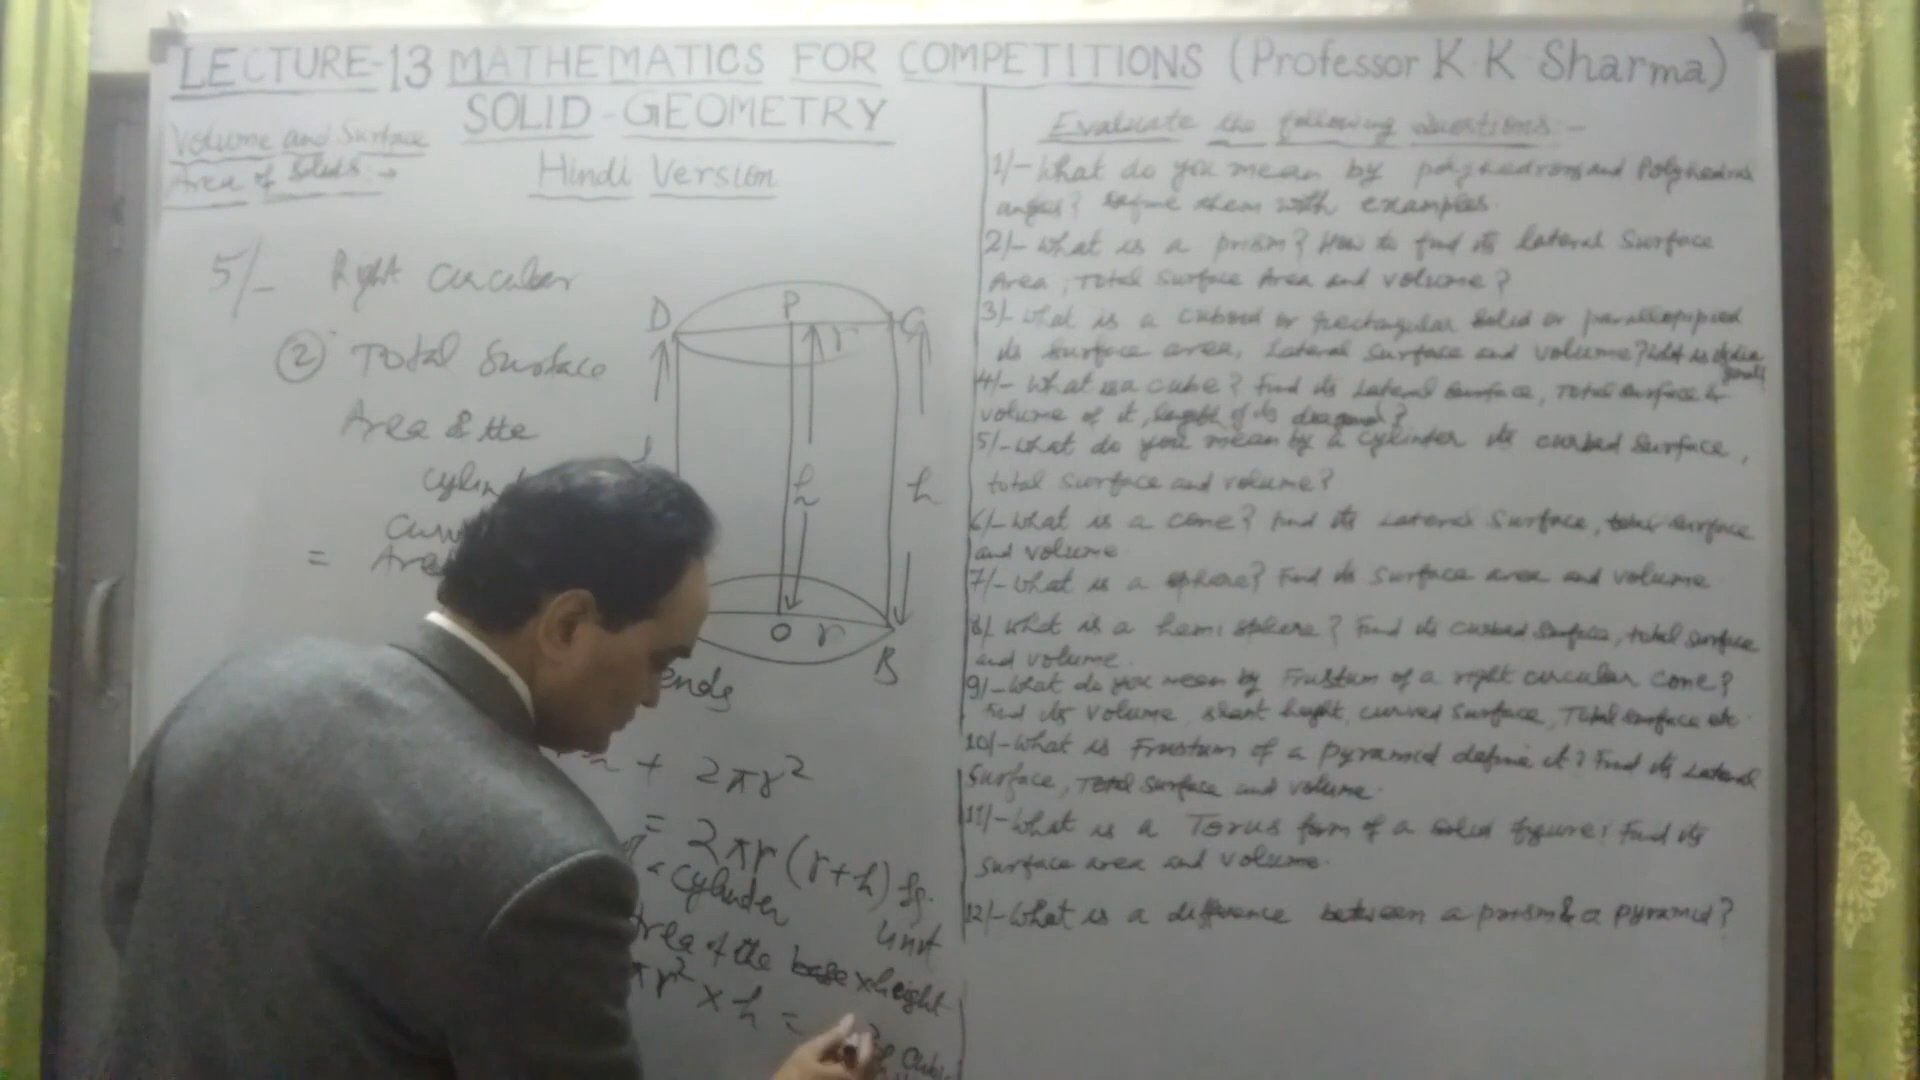 LECTURE-13 MATHEMATICS FOR COMPETITIONS (Professor K K Sharma)
SOLID-GEOMETRY
Volume and Surface
Area of Solids →
Hindi Version
5/- Right circular
② Total Surface
Area & the
cylin
Curv
= Area
ends
+ 2πr²
= 2πr(r+h) Sq.
unit
cylinder
Area of the base x height
πr² x h =
Cubic
D P C
r
h
h
O r
B
Evaluate the following Questions -
1/- What do you mean by polyhedrons and Polyhedral
angles? Define them with examples.
2/- What is a prism? How to find its lateral Surface
Area, Total Surface Area and volume?
3/- What is a cuboid or rectangular Solid or parallopiped
its Surface area, Lateral Surface and volume?
4/- What is a cube? Find its Lateral Surface, Total Surface &
volume of it, length of its diagonal?
5/- What do you mean by a cylinder its curbed Surface,
total Surface and volume?
6/- What is a cone? Find its Lateral Surface, total surface
and volume
7/- What is a sphere? Find its Surface area and volume
8/- What is a hemi sphere? Find its curbed Surface, total surface
and volume.
9/- What do you mean by Frustum of a right circular cone?
Find its Volume, slant height, curved Surface, Total Surface etc.
10/- What is Frustum of a pyramid define it? Find its Lateral
Surface, Total Surface and volume.
11/- What is a Torus form of a solid figure? Find its
surface area and volume.
12/- What is a difference between a prism & a pyramid?